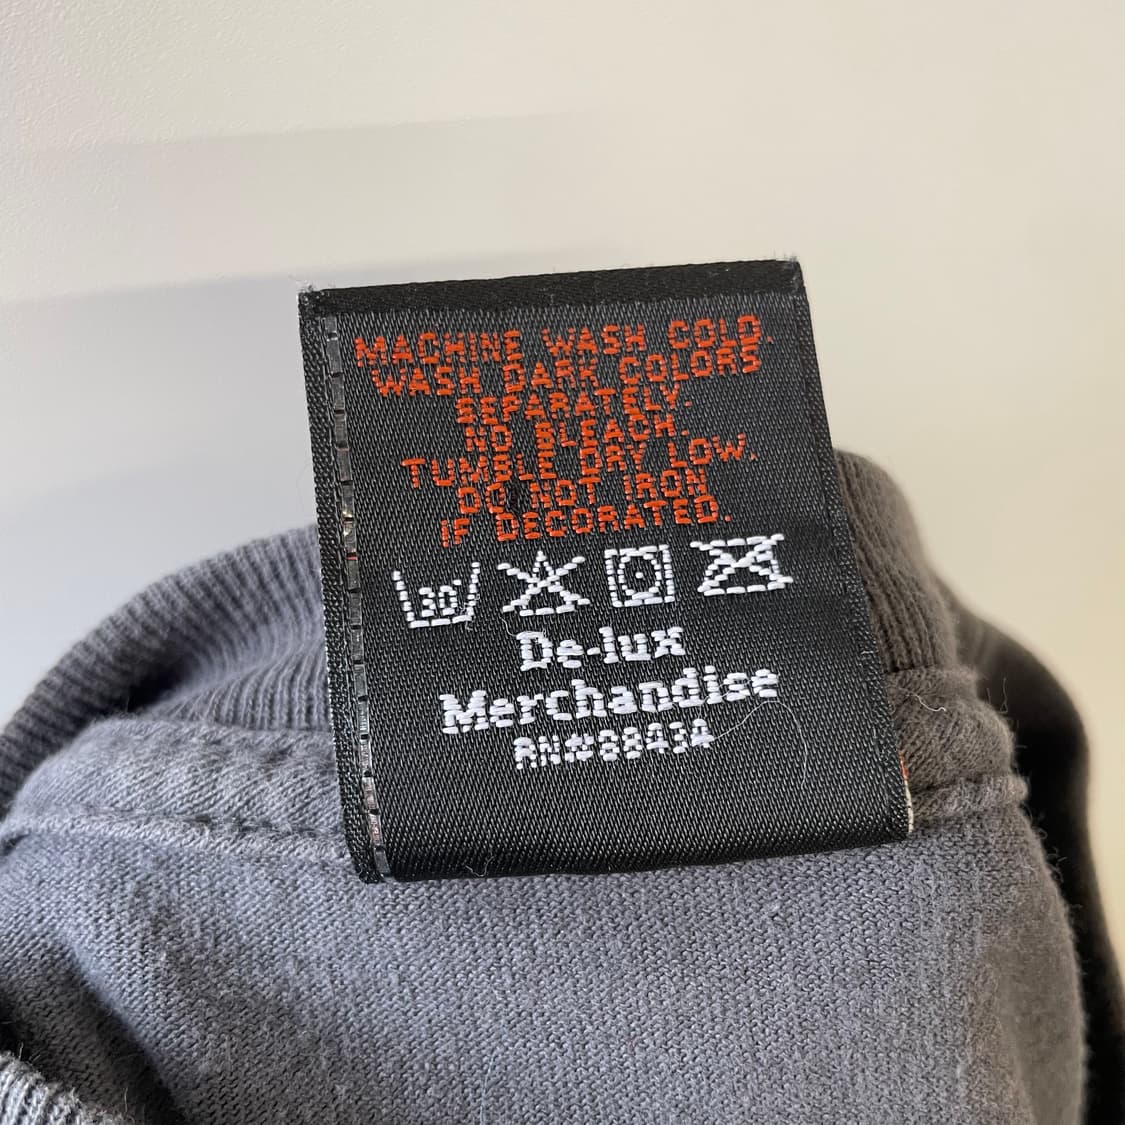 MACHINE WASH COLD.
WASH DARK COLORS
SEPARATELY.
NO BLEACH.
TUMBLE DRY LOW.
DO NOT IRON
IF DECORATED.
30
De-lux
Merchandise
RN#88434